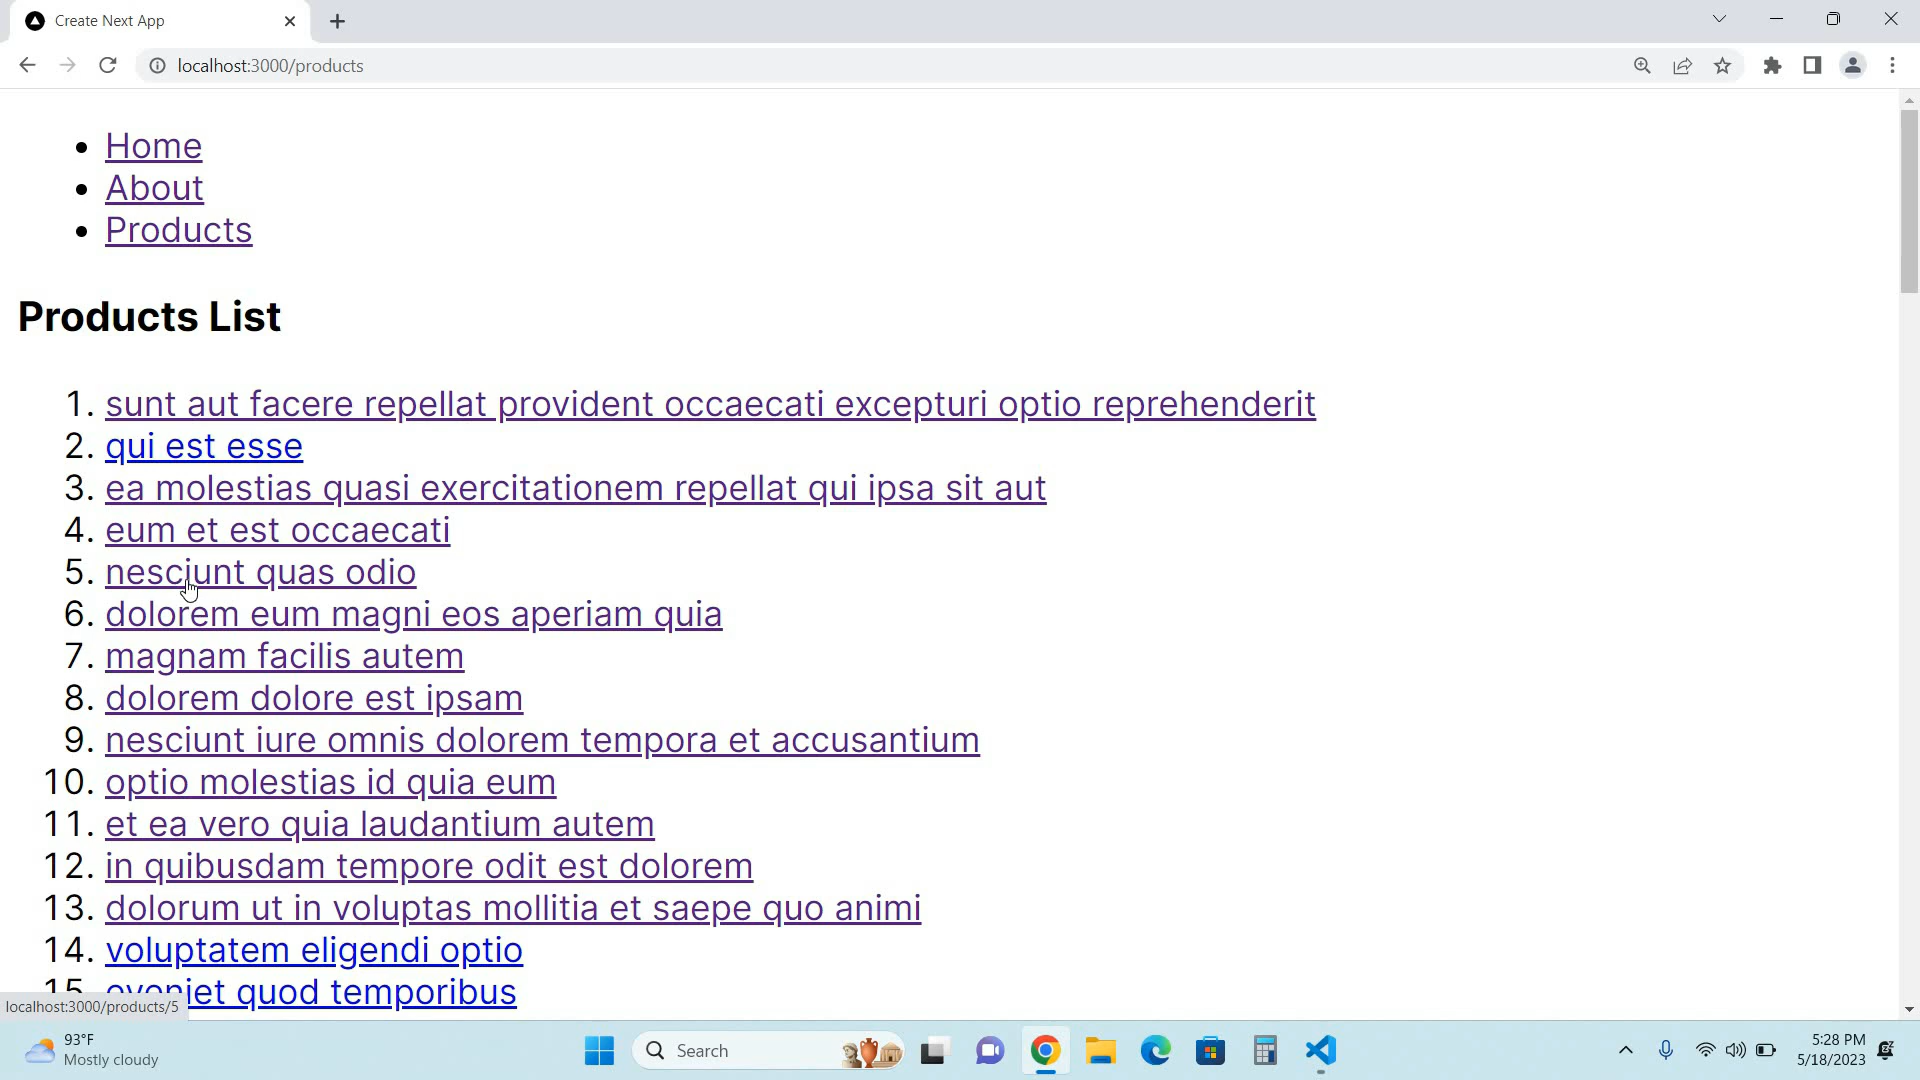 Create Next App
localhost:3000/products
Home
About
Products
Products List
1. sunt aut facere repellat provident occaecati excepturi optio reprehenderit
2. qui est esse
3. ea molestias quasi exercitationem repellat qui ipsa sit aut
4. eum et est occaecati
5. nesciunt quas odio
6. dolorem eum magni eos aperiam quia
7. magnam facilis autem
8. dolorem dolore est ipsam
9. nesciunt iure omnis dolorem tempora et accusantium
10. optio molestias id quia eum
11. et ea vero quia laudantium autem
12. in quibusdam tempore odit est dolorem
13. dolorum ut in voluptas mollitia et saepe quo animi
14. voluptatem eligendi optio
15. eveniet quod temporibus
localhost:3000/products/5
93°F
Mostly cloudy
Search
5:28 PM
5/18/2023